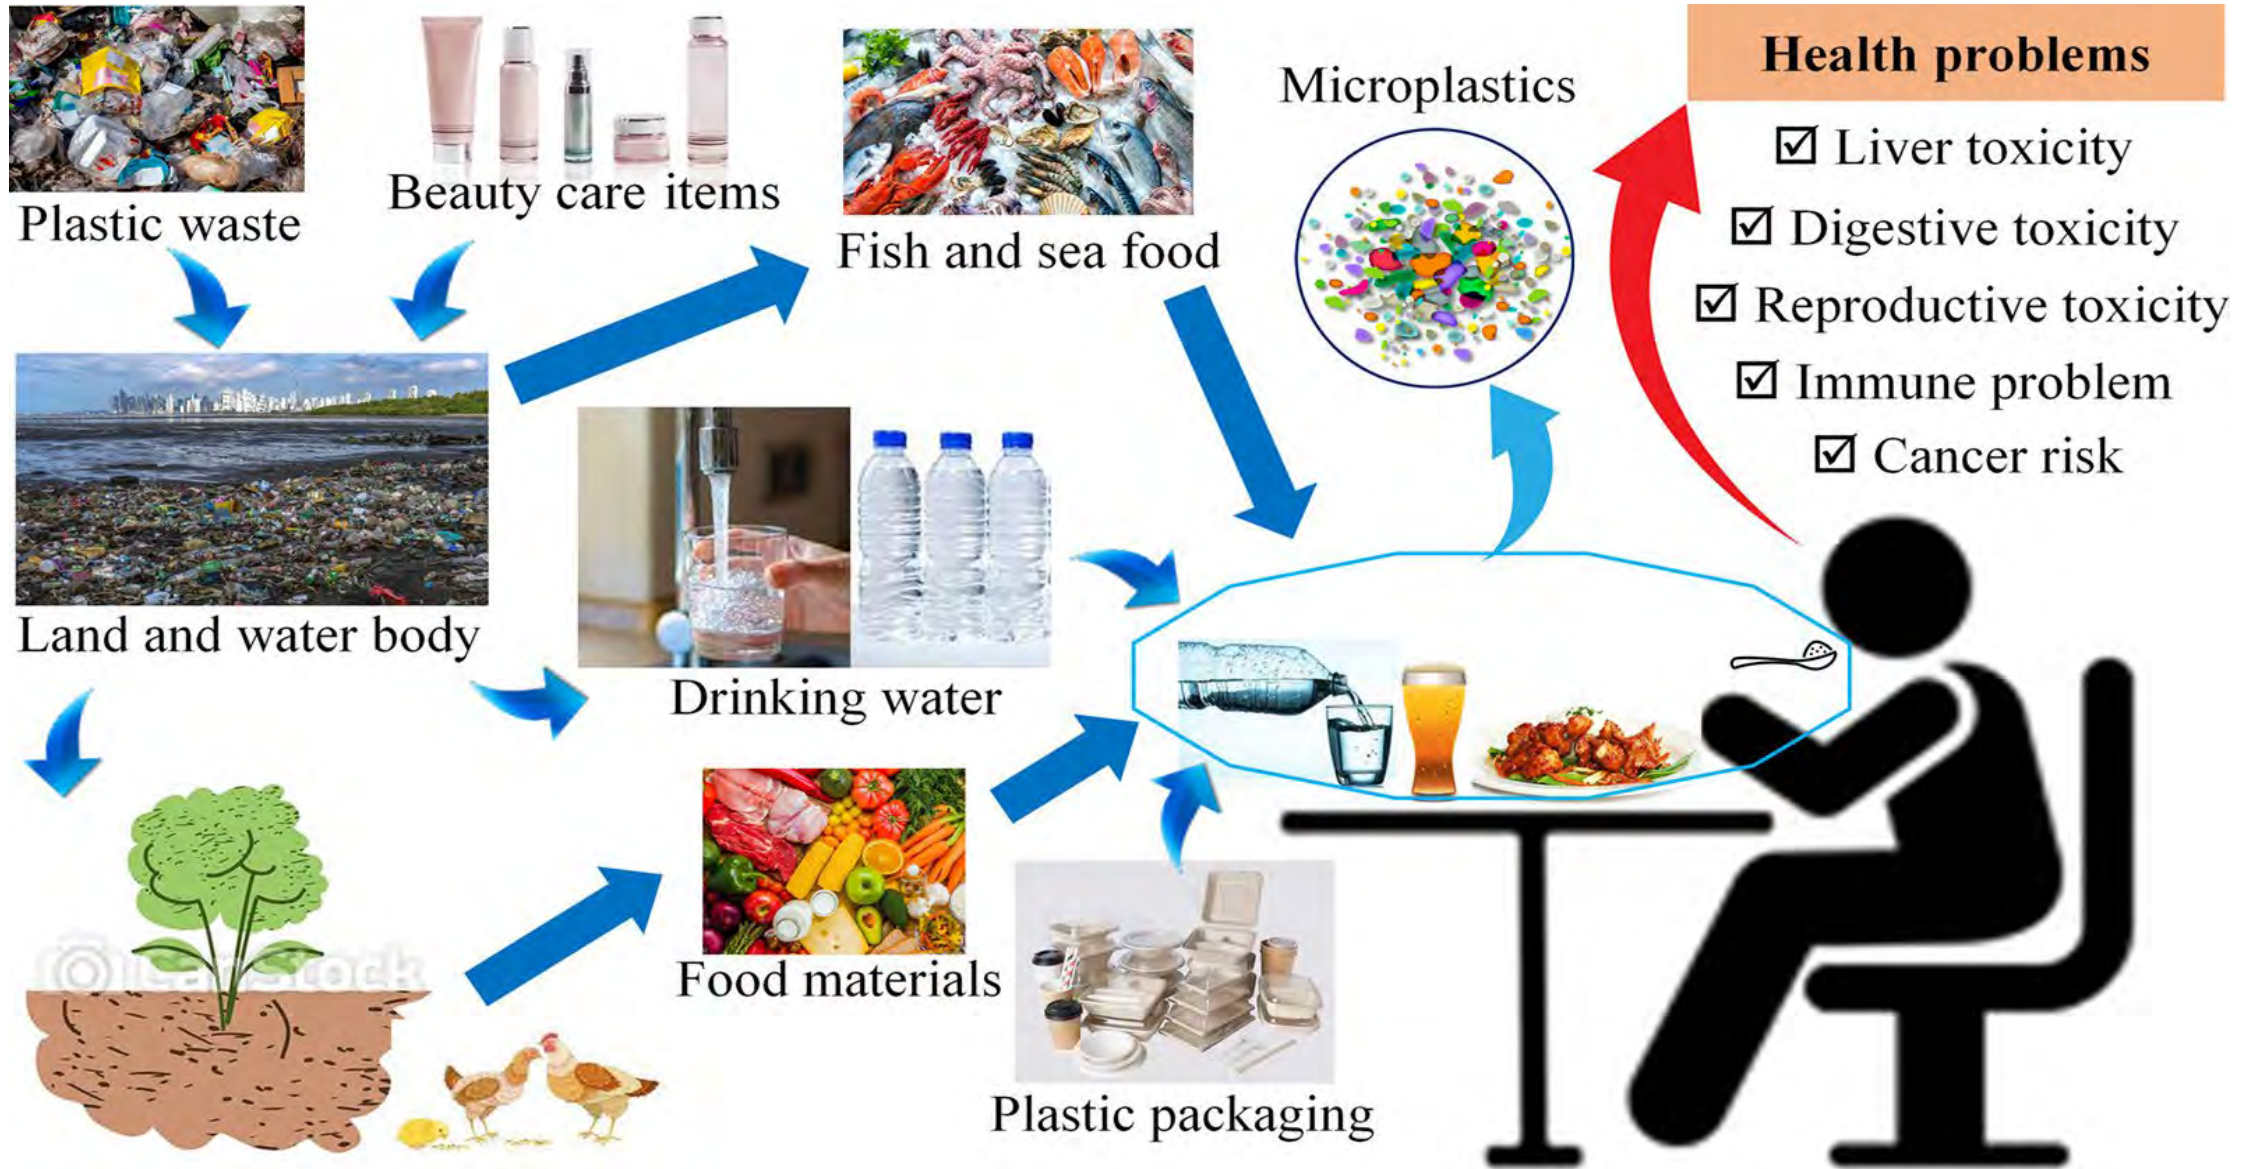 Plastic waste
Beauty care items
Fish and sea food
Microplastics
Health problems
☑ Liver toxicity
☑ Digestive toxicity
☑ Reproductive toxicity
☑ Immune problem
☑ Cancer risk
Land and water body
Drinking water
CanStock
Food materials
Plastic packaging